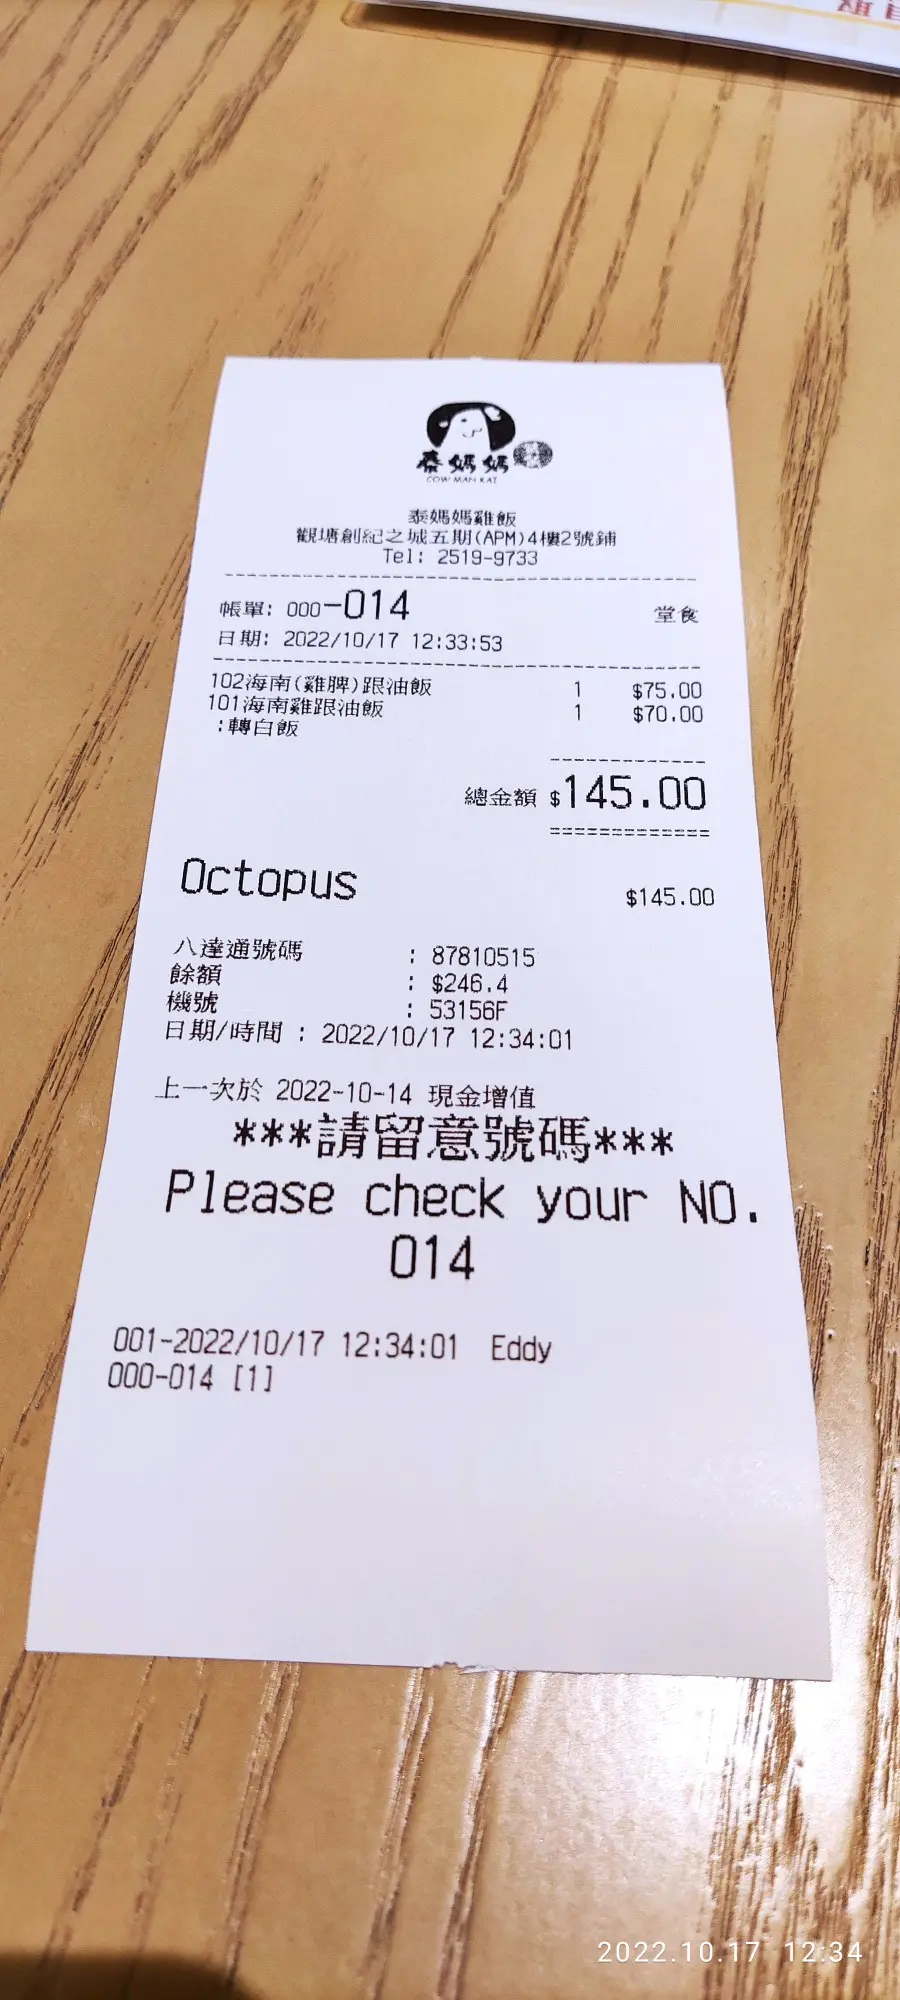 泰媽媽
COW MAN KAT
泰媽媽雞飯
觀塘創紀之城五期(APM)4樓2號鋪
Tel: 2519-9733
帳單: 000-014 堂食
日期: 2022/10/17 12:33:53
102海南(雞脾)跟油飯 1 $75.00
101海南雞跟油飯 1 $70.00
:轉白飯
總金額 $145.00
Octopus $145.00
八達通號碼 : 87810515
餘額 : $246.4
機號 : 53156F
日期/時間 : 2022/10/17 12:34:01
上一次於 2022-10-14 現金增值
***請留意號碼***
Please check your NO.
014
001-2022/10/17 12:34:01 Eddy
000-014 [1]
2022.10.17 12:34